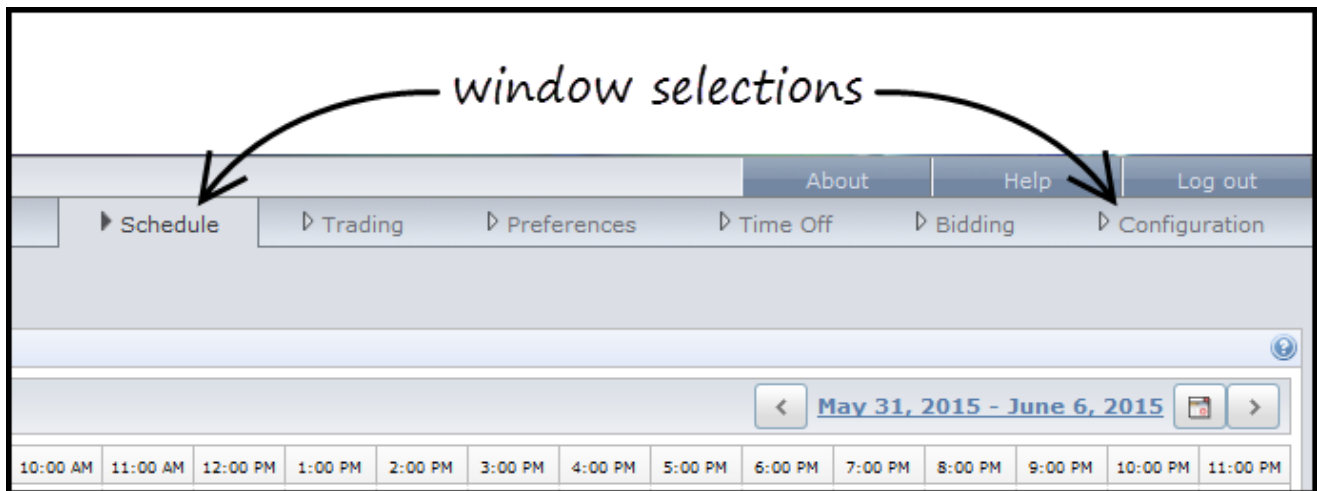 window selections
About Help Log out
Schedule Trading Preferences Time Off Bidding Configuration
May 31, 2015 - June 6, 2015
10:00 AM 11:00 AM 12:00 PM 1:00 PM 2:00 PM 3:00 PM 4:00 PM 5:00 PM 6:00 PM 7:00 PM 8:00 PM 9:00 PM 10:00 PM 11:00 PM